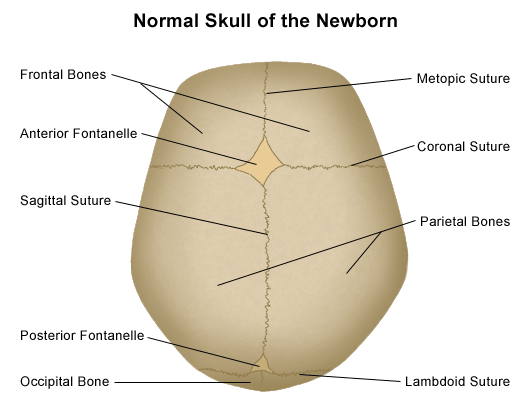 Normal Skull of the Newborn
Frontal Bones
Metopic Suture
Anterior Fontanelle
Coronal Suture
Sagittal Suture
Parietal Bones
Posterior Fontanelle
Occipital Bone
Lambdoid Suture